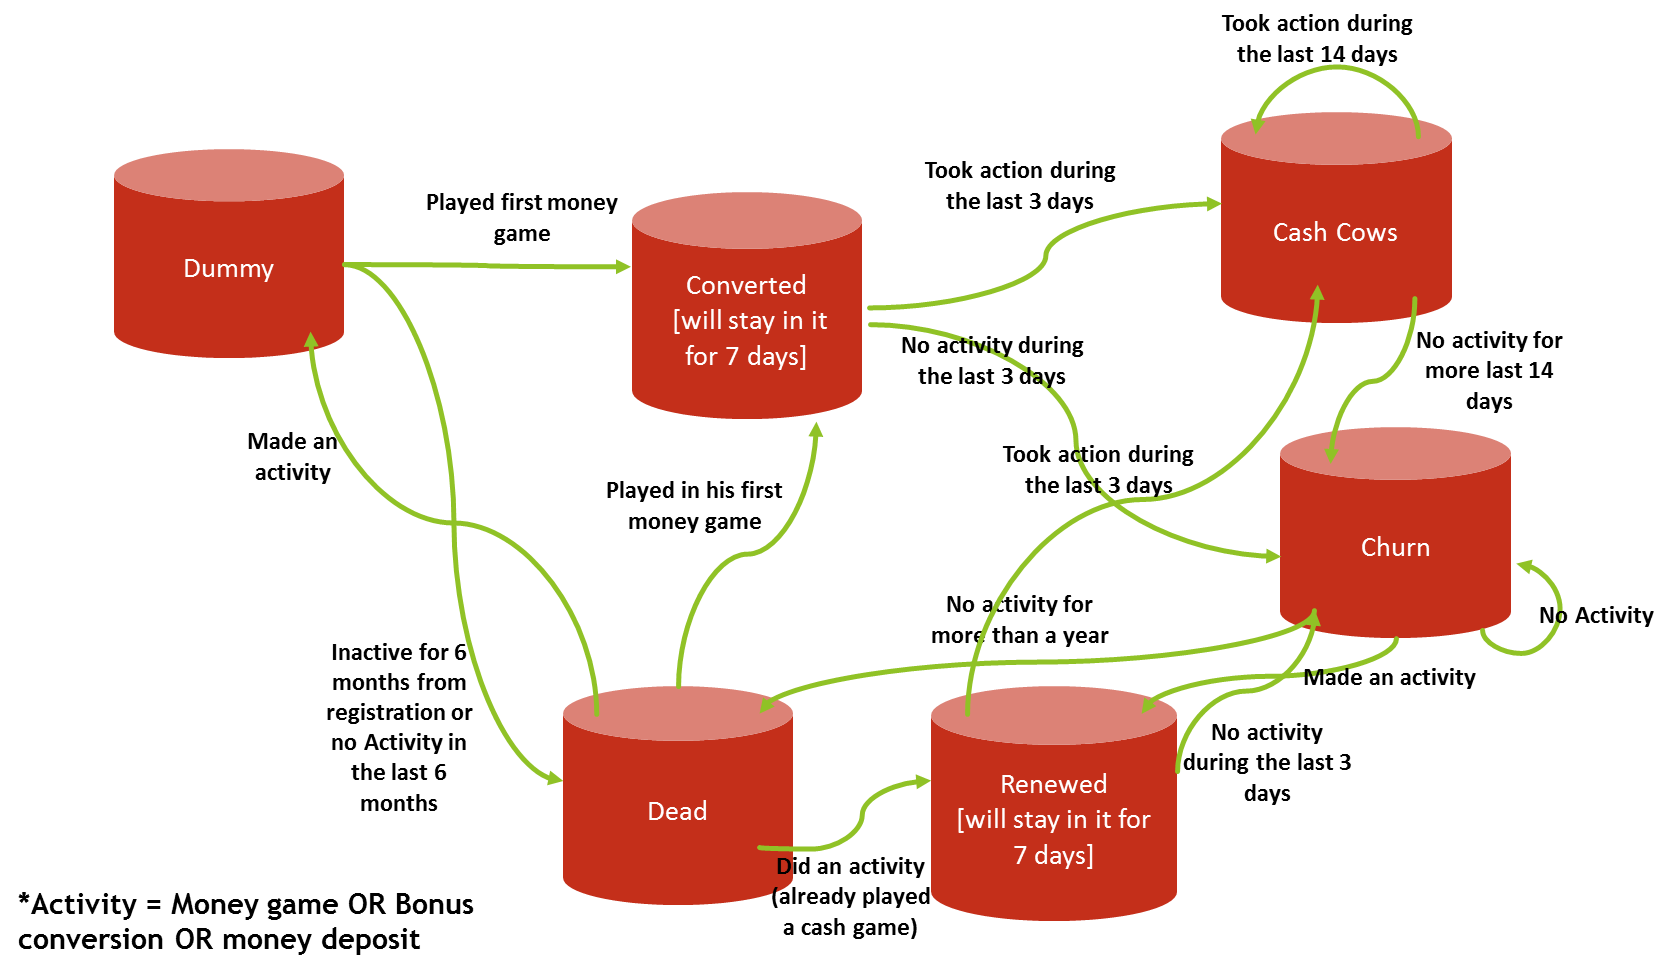 Took action during
the last 14 days
Dummy
Played first money
game
Converted
[will stay in it
for 7 days]
Took action during
the last 3 days
Cash Cows
No activity during
the last 3 days
No activity for
more last 14
days
Made an
activity
Played in his first
money game
Took action during
the last 3 days
Churn
No activity for
more than a year
No Activity
Inactive for 6
months from
registration or
no Activity in
the last 6
months
Made an activity
No activity
during the last 3
days
Dead
Renewed
[will stay in it for
7 days]
Did an activity
(already played
a cash game)
*Activity = Money game OR Bonus
conversion OR money deposit